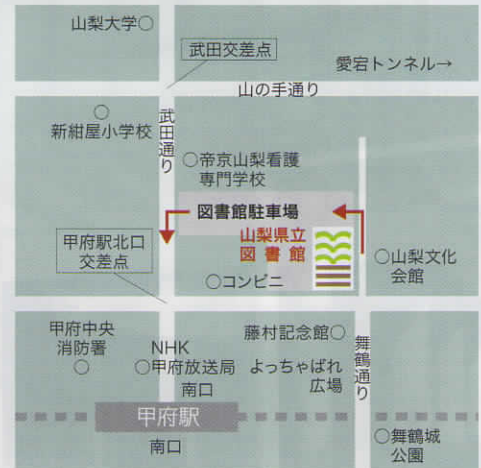 山梨大学
武田交差点
愛宕トンネル→
山の手通り
新紺屋小学校
武田通り
帝京山梨看護
専門学校
図書館駐車場
山梨県立
図書館
甲府駅北口
交差点
山梨文化
会館
コンビニ
甲府中央
消防署
NHK
甲府放送局
藤村記念館
よっちゃばれ
広場
舞鶴通り
南口
甲府駅
南口
舞鶴城
公園